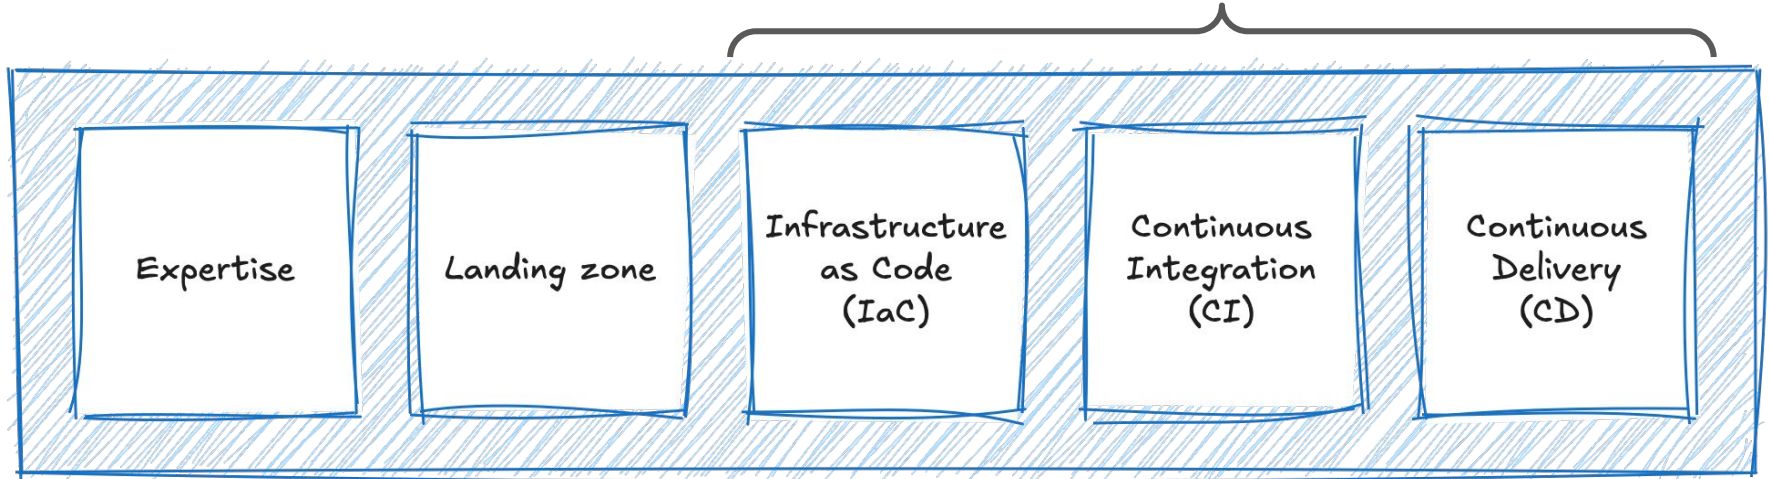 Expertise
Landing zone
Infrastructure
as Code
(IaC)
Continuous
Integration
(CI)
Continuous
Delivery
(CD)